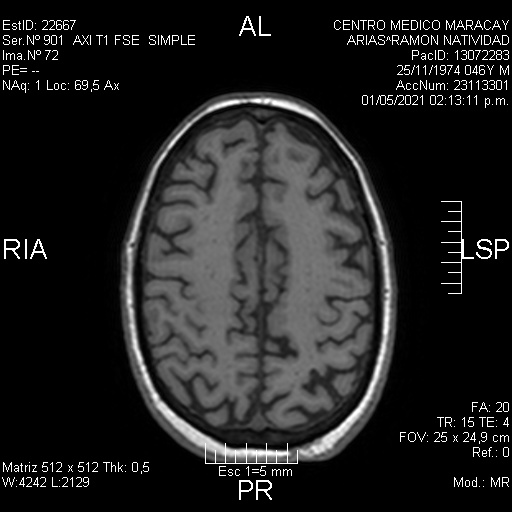 EstID: 22667
Ser.Nº 901 AXI T1 FSE SIMPLE
Ima.Nº 72
PE= --
NAq: 1 Loc: 69,5 Ax
AL
CENTRO MEDICO MARACAY
ARIAS^RAMON NATIVIDAD
PacID: 13072283
25/11/1974 046Y M
AccNum: 23113301
01/05/2021 02:13:11 p.m.
RIA
LSP
FA: 20
TR: 15 TE: 4
FOV: 25 x 24,9 cm
Ref.: 0
Matriz 512 x 512 Thk: 0,5
W:4242 L:2129
Esc 1=5 mm
PR
Mod.: MR